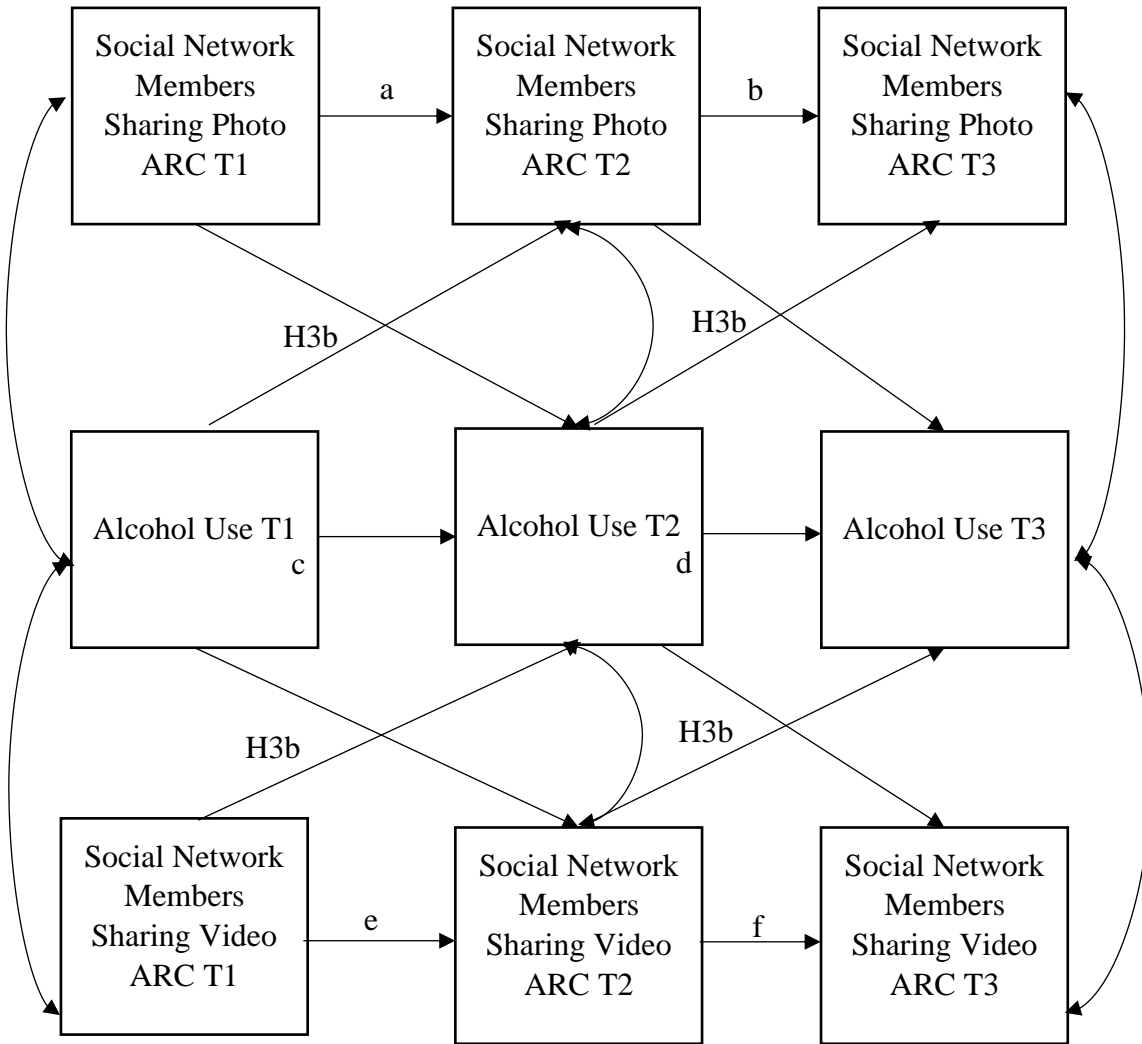 Social Network
Members
Sharing Photo
ARC T1
a
Social Network
Members
Sharing Photo
ARC T2
b
Social Network
Members
Sharing Photo
ARC T3
H3b
H3b
Alcohol Use T1
c
Alcohol Use T2
d
Alcohol Use T3
H3b
H3b
Social Network
Members
Sharing Video
ARC T1
e
Social Network
Members
Sharing Video
ARC T2
f
Social Network
Members
Sharing Video
ARC T3